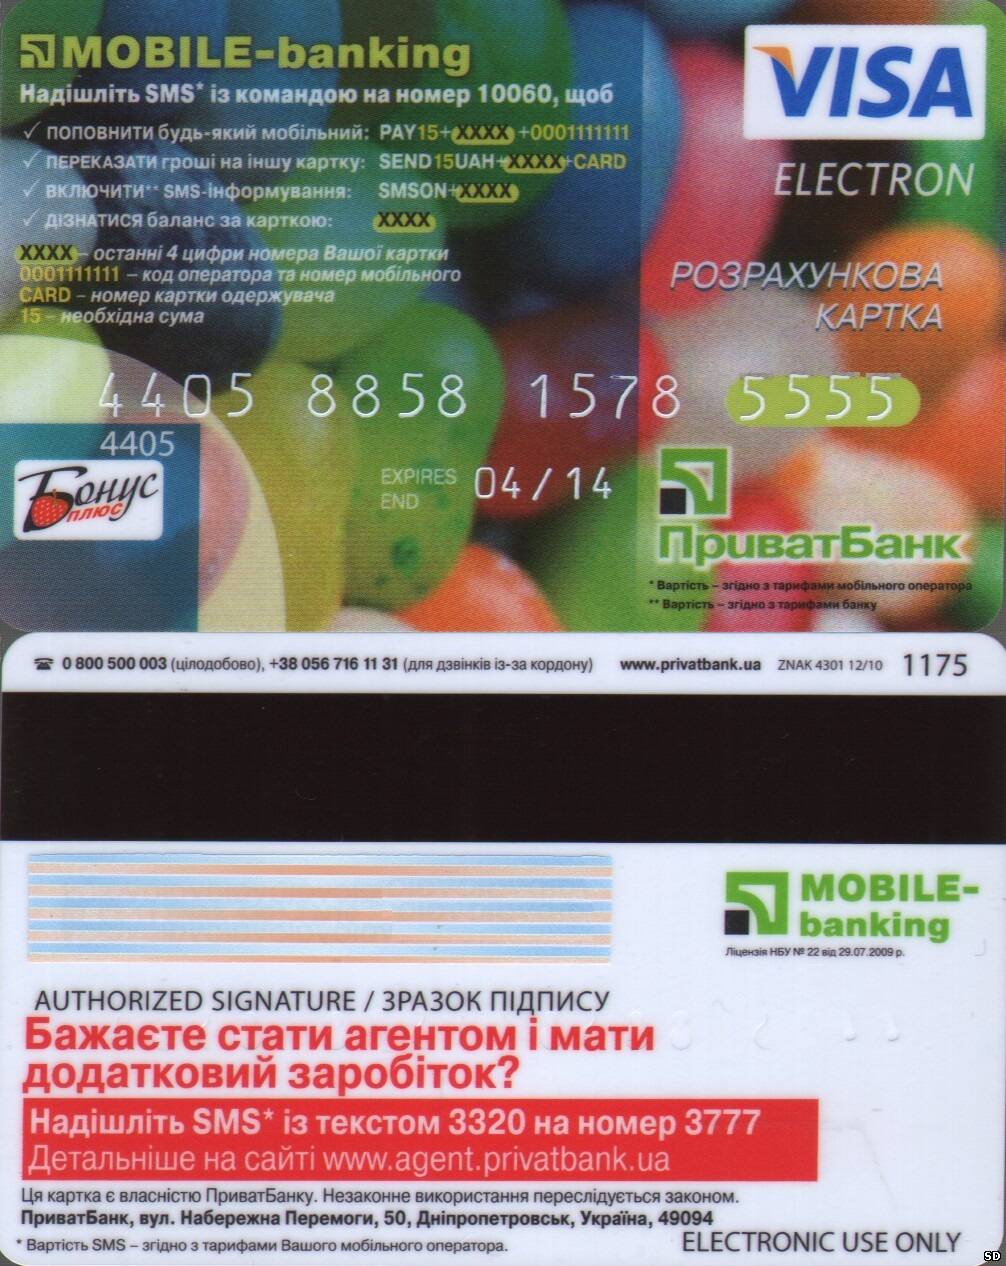 MOBILE-banking
Надішліть SMS* із командою на номер 10060, щоб
✓ ПОПОВНИТИ будь-який мобільний: PAY15+XXXX+0001111111
✓ ПЕРЕКАЗАТИ гроші на іншу картку: SEND15UAH+XXXX+CARD
✓ ВКЛЮЧИТИ** SMS-інформування: SMSON+XXXX
✓ ДІЗНАТИСЯ баланс за карткою: XXXX
XXXX – останні 4 цифри номера Вашої картки
0001111111 – код оператора та номер мобільного
CARD – номер картки одержувача
15 – необхідна сума
VISA
ELECTRON
РОЗРАХУНКОВА
КАРТКА
4405 8858 1578 5555
4405
Бонус
плюс
EXPIRES
END
04/14
ПриватБанк
* Вартість – згідно з тарифами мобільного оператора
** Вартість – згідно з тарифами банку
☎ 0 800 500 003 (цілодобово), +38 056 716 11 31 (для дзвінків із-за кордону) www.privatbank.ua ZNAK 4301 12/10 1175
MOBILE-
banking
Ліцензія НБУ № 22 від 29.07.2009 р.
AUTHORIZED SIGNATURE / ЗРАЗОК ПІДПИСУ
Бажаєте стати агентом і мати
додатковий заробіток?
Надішліть SMS* із текстом 3320 на номер 3777
Детальніше на сайті www.agent.privatbank.ua
Ця картка є власністю ПриватБанку. Незаконне використання переслідується законом.
ПриватБанк, вул. Набережна Перемоги, 50, Дніпропетровськ, Україна, 49094
* Вартість SMS – згідно з тарифами Вашого мобільного оператора.
ELECTRONIC USE ONLY
SD